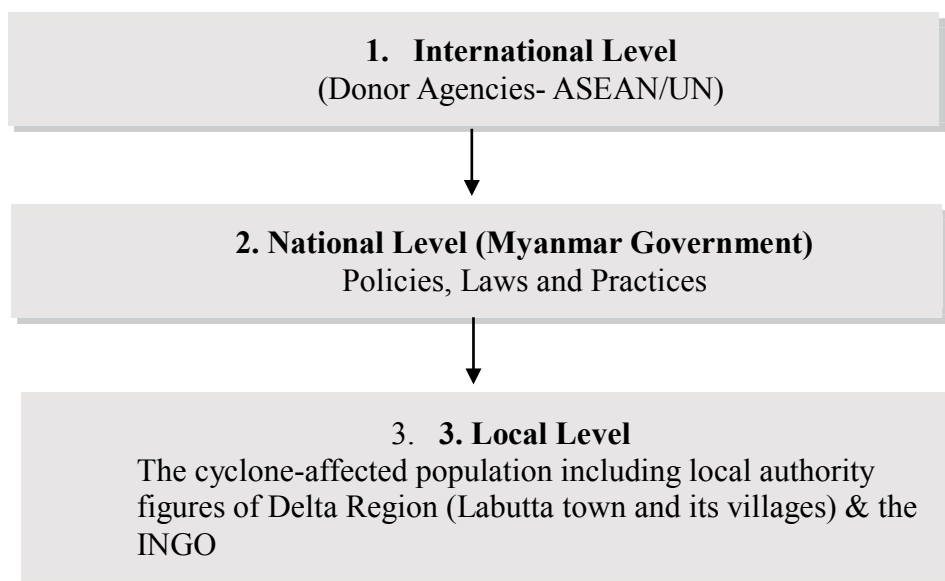 1. International Level
(Donor Agencies- ASEAN/UN)
2. National Level (Myanmar Government)
Policies, Laws and Practices
3. 3. Local Level
The cyclone-affected population including local authority
figures of Delta Region (Labutta town and its villages) & the
INGO